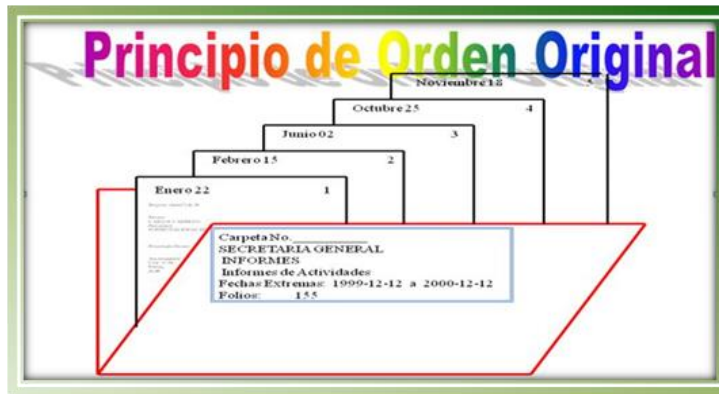 Principio de Orden Original
Noviembre 18 5
Octubre 25 4
Junio 02 3
Febrero 15 2
Enero 22 1
Carpeta No.___________
SECRETARIA GENERAL
INFORMES
Informes de Actividades
Fechas Extremas: 1999-12-12 a 2000-12-12
Folios: 155